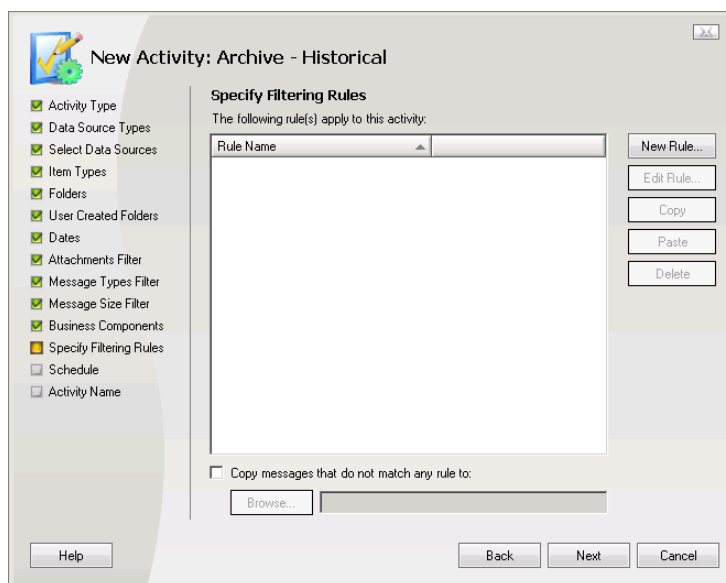 New Activity: Archive - Historical
Activity Type
Data Source Types
Select Data Sources
Item Types
Folders
User Created Folders
Dates
Attachments Filter
Message Types Filter
Message Size Filter
Business Components
Specify Filtering Rules
Schedule
Activity Name
Specify Filtering Rules
The following rule(s) apply to this activity:
Rule Name
New Rule...
Edit Rule...
Copy
Paste
Delete
Copy messages that do not match any rule to:
Browse...
Help
Back
Next
Cancel